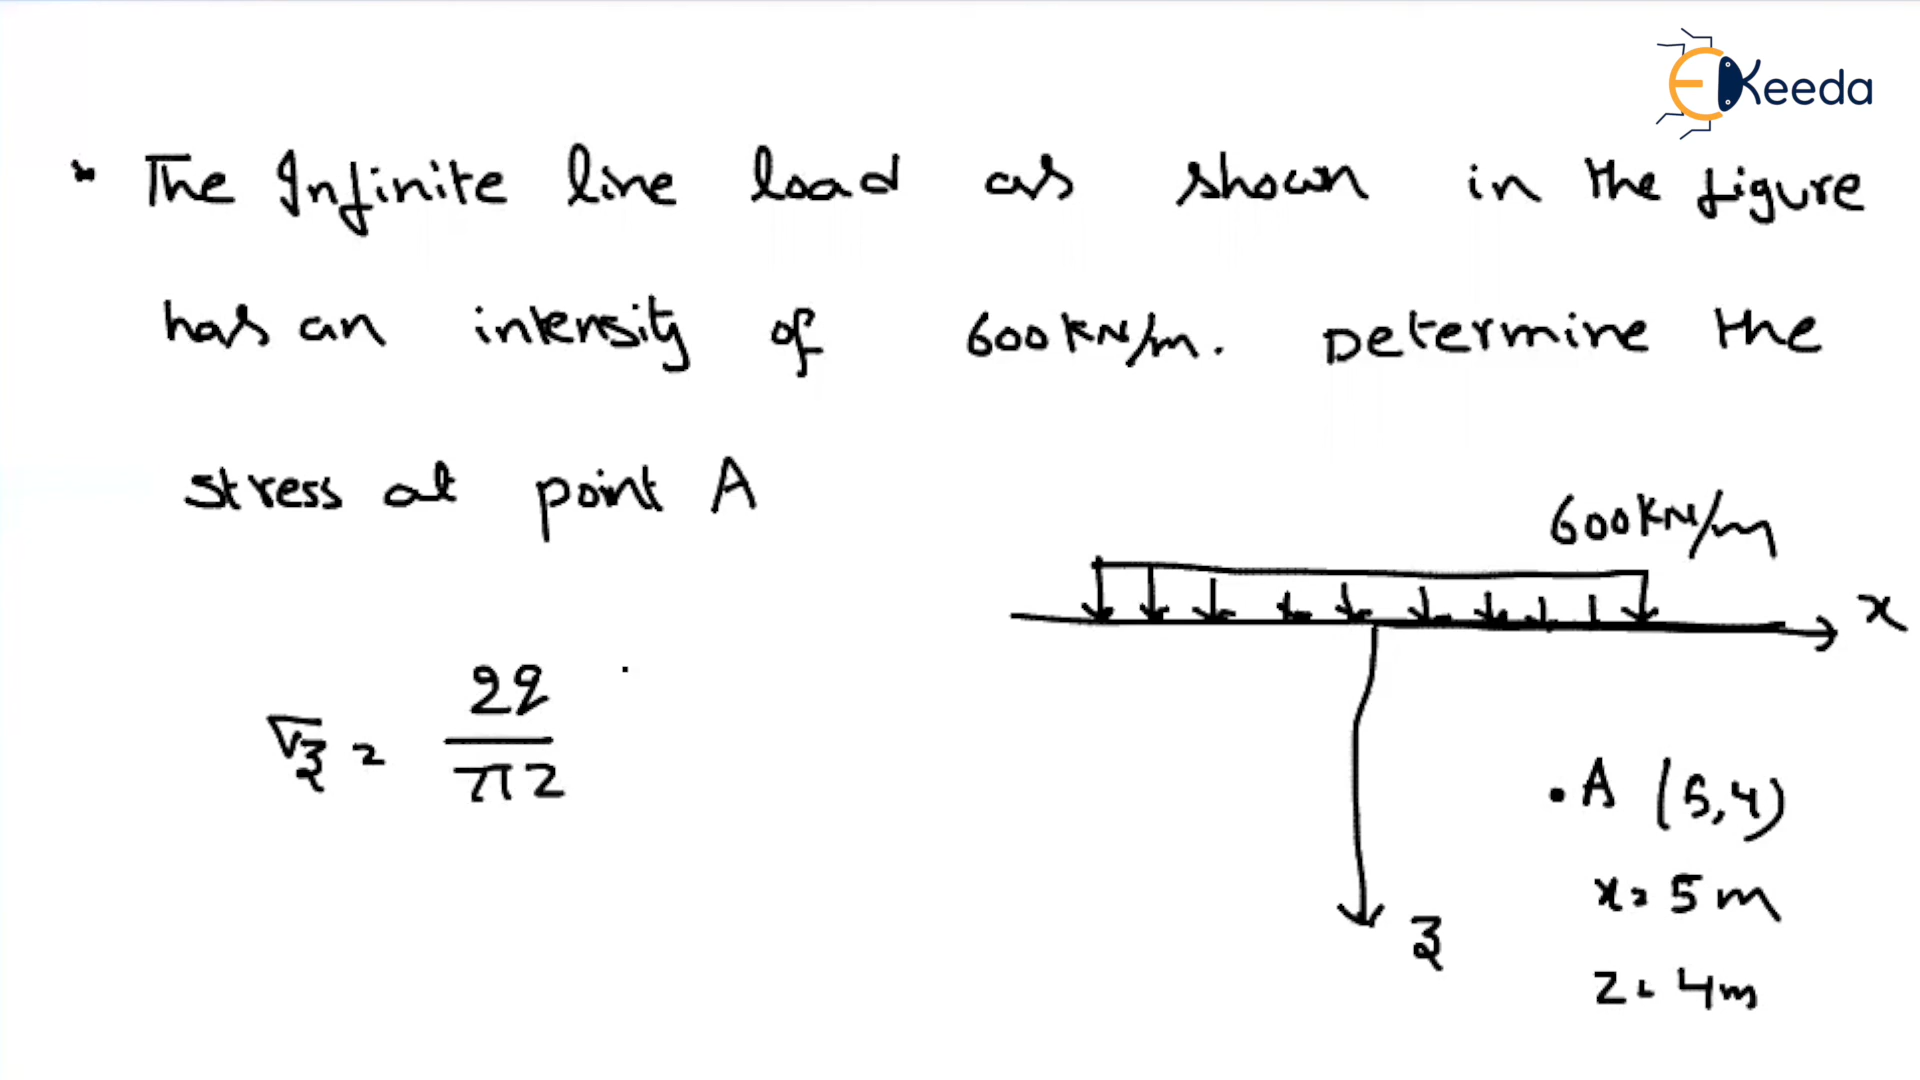 EKeeda
* The Infinite line load as shown in the figure
has an intensity of 600 kN/m. Determine the
stress at point A
600 kN/m
x
σz = 2q / πz
. A (5,4)
x = 5 m
z = 4 m
z